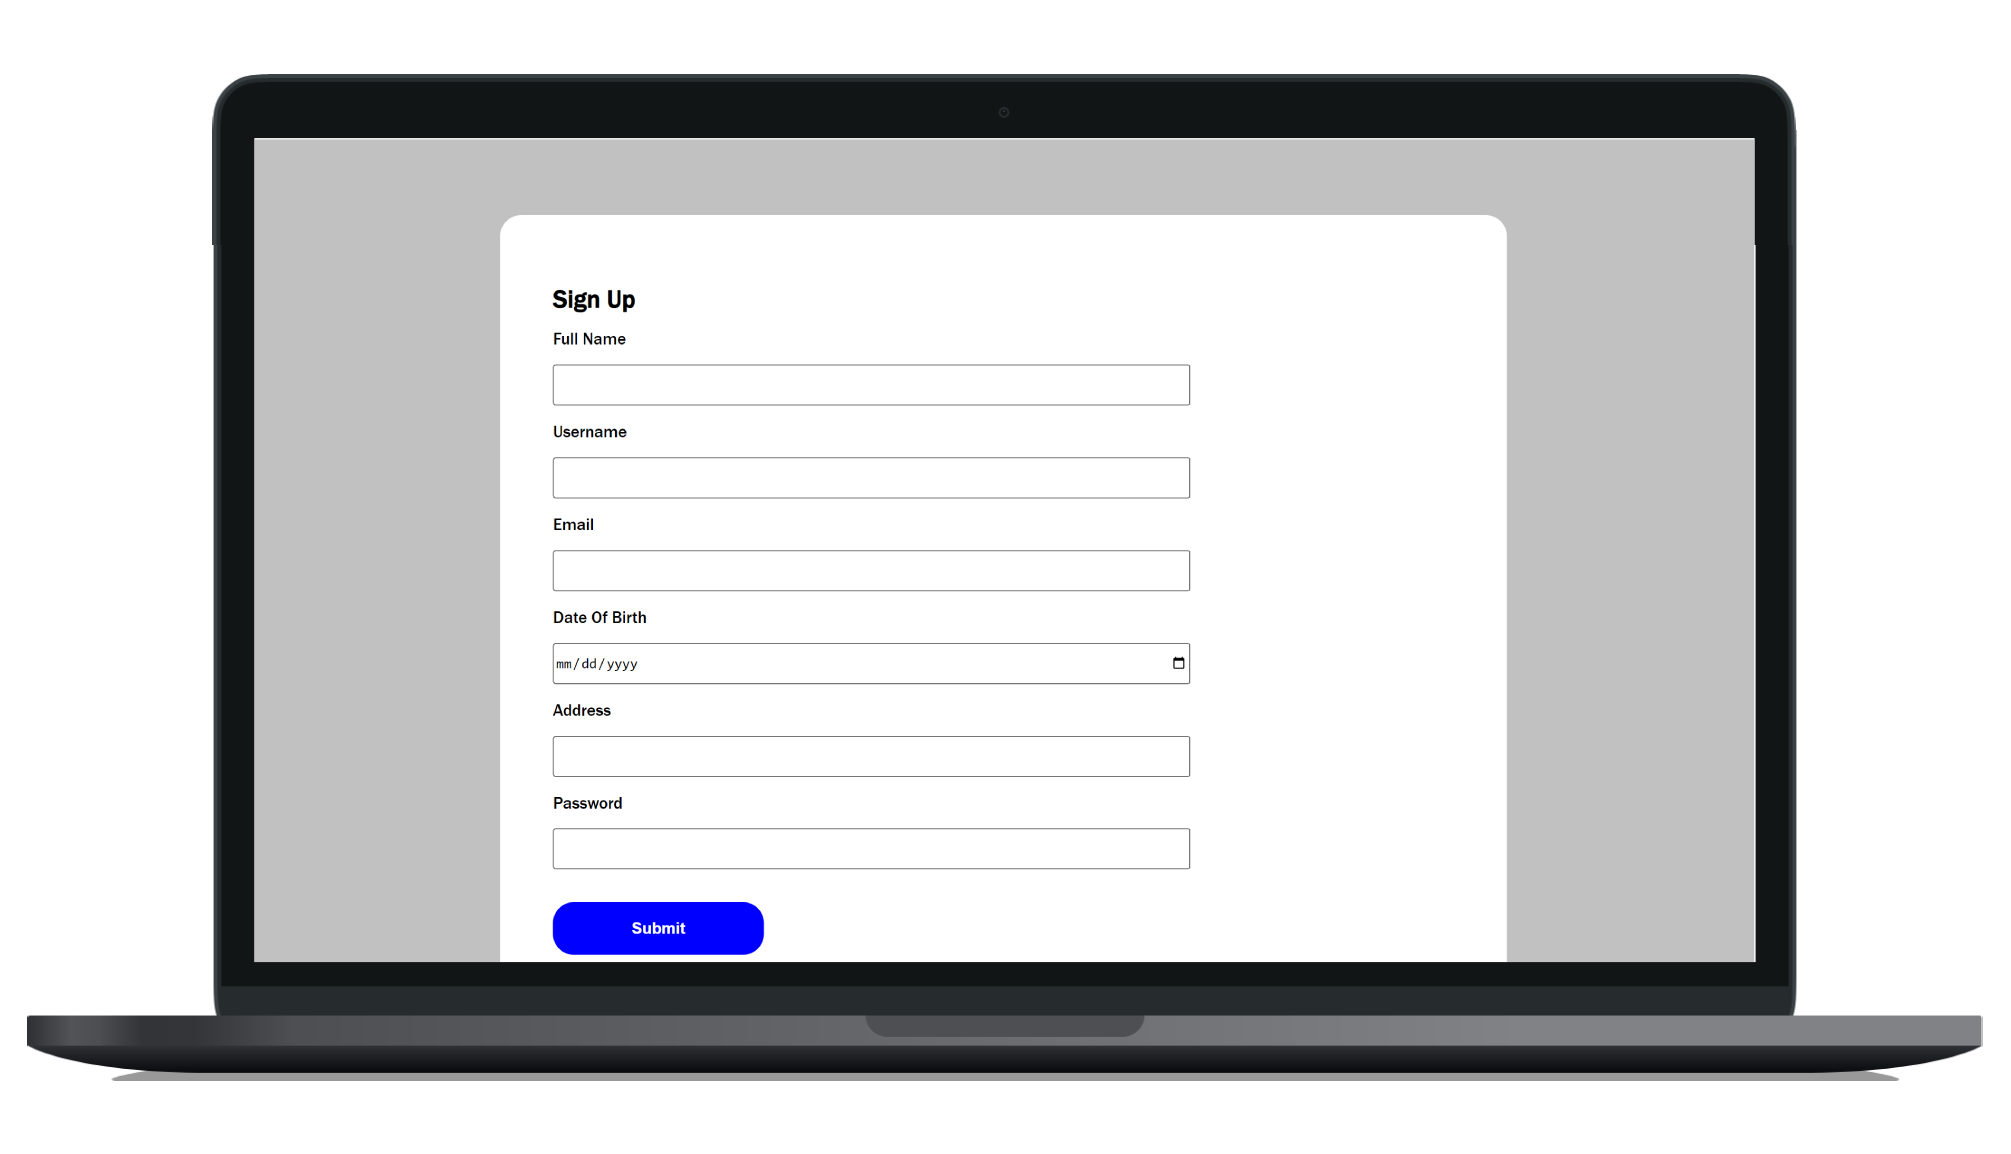 Sign Up
Full Name
Username
Email
Date Of Birth
mm/dd/yyyy
Address
Password
Submit